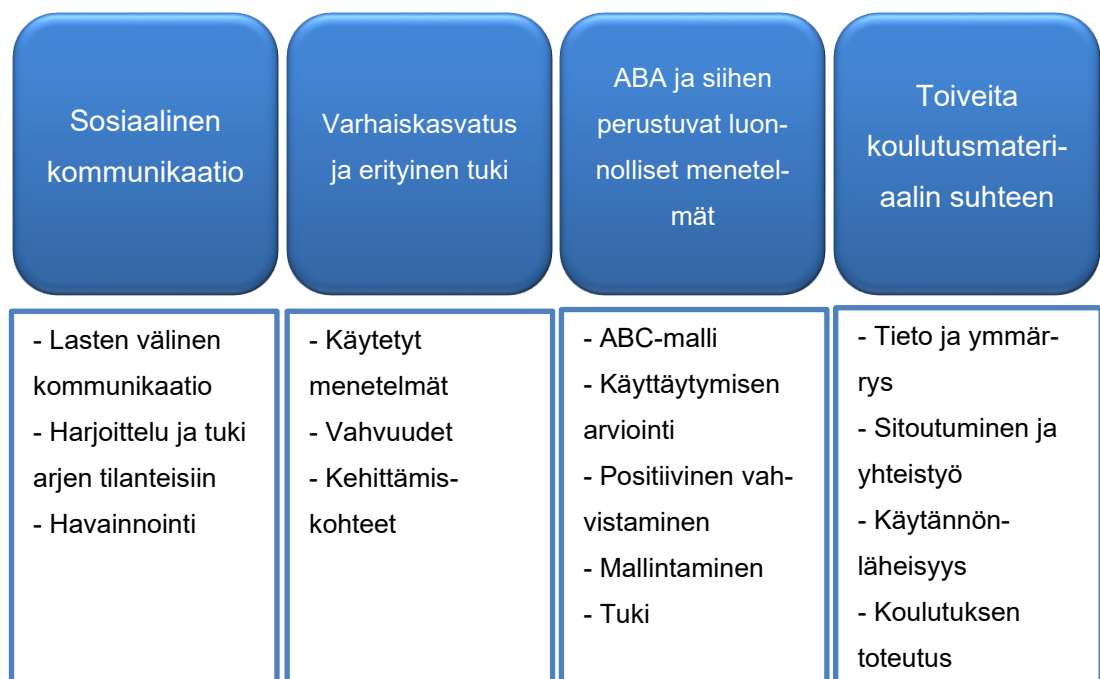 Sosiaalinen
kommunikaatio
Varhaiskasvatus
ja erityinen tuki
ABA ja siihen
perustuvat luon-
nolliset menetel-
mät
Toiveita
koulutusmateri-
aalin suhteen
- Lasten välinen
kommunikaatio
- Harjoittelu ja tuki
arjen tilanteisiin
- Havainnointi
- Käytetyt
menetelmät
- Vahvuudet
- Kehittämis-
kohteet
- ABC-malli
- Käyttäytymisen
arviointi
- Positiivinen vah-
vistaminen
- Mallintaminen
- Tuki
- Tieto ja ymmär-
rys
- Sitoutuminen ja
yhteistyö
- Käytännön-
läheisyys
- Koulutuksen
toteutus